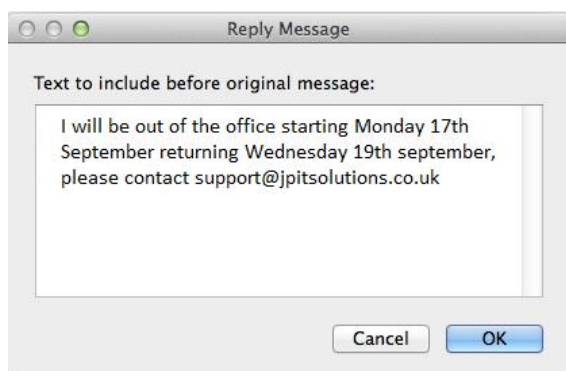 Reply Message
Text to include before original message:
I will be out of the office starting Monday 17th
September returning Wednesday 19th september,
please contact support@jpitsolutions.co.uk
Cancel
OK